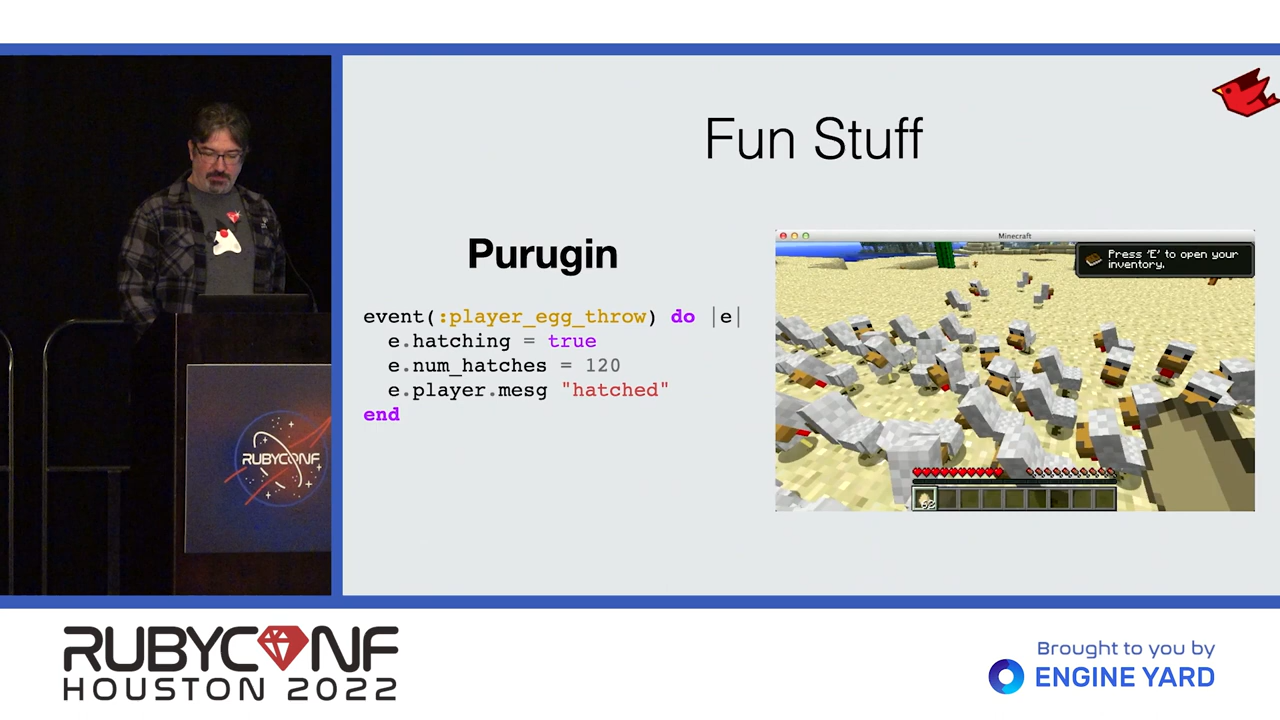 Fun Stuff
Purugin
event(:player_egg_throw) do |e|
e.hatching = true
e.num_hatches = 120
e.player.mesg "hatched"
end
Minecraft
Press 'E' to open your
inventory.
52
RUBYCONF
RUBYCONF
HOUSTON 2022
Brought to you by
ENGINE YARD